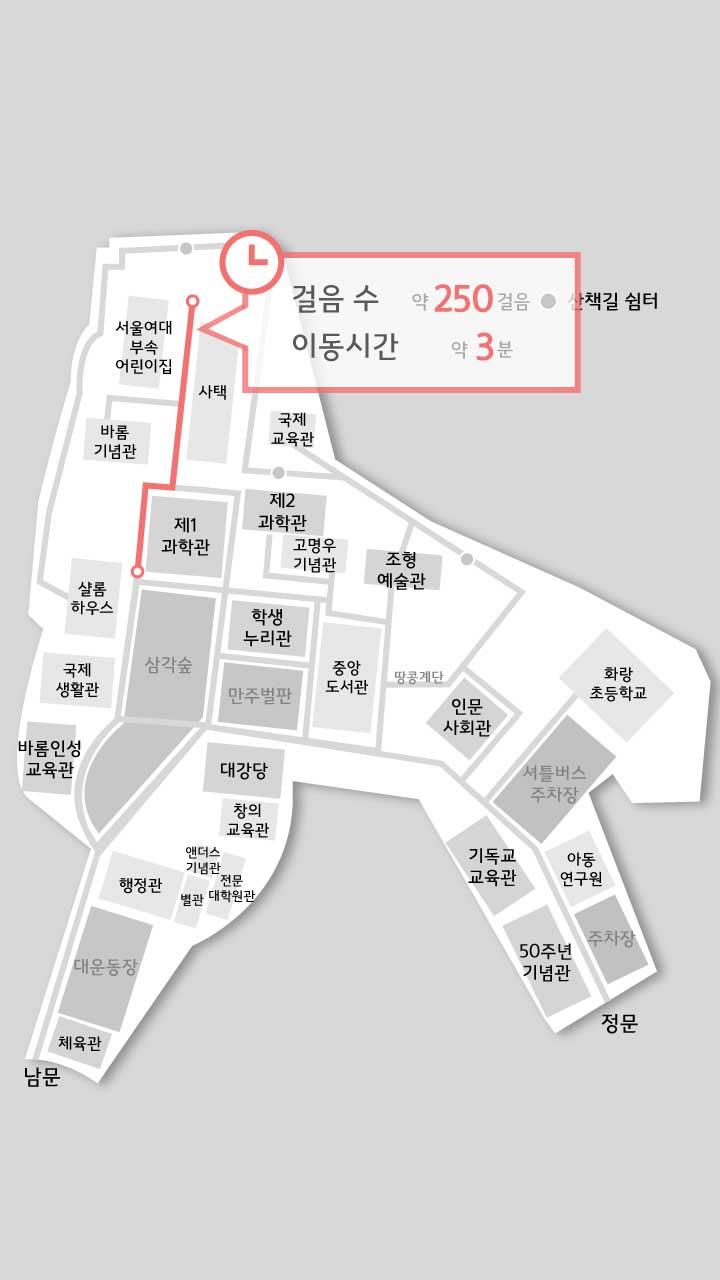 걸음 수 약 250 걸음
산책길 쉼터
이동시간 약 3 분
서울여대
부속
어린이집
사택
국제
교육관
바롬
기념관
제1
과학관
제2
과학관
고명우
기념관
조형
예술관
샬롬
하우스
학생
누리관
삼각숲
중앙
도서관
땅콩계단
국제
생활관
만주벌판
인문
사회관
화랑
초등학교
바롬인성
교육관
대강당
셔틀버스
주차장
창의
교육관
앤더스
기념관
전문
대학원관
별관
행정관
기독교
교육관
아동
연구원
대운동장
50주년
기념관
주차장
체육관
남문
정문